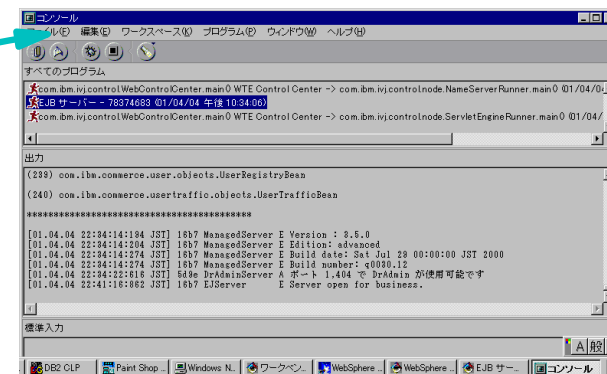 コンソール
ファイル(F) 編集(E) ワークスペース(K) プログラム(P) ウィンドウ(W) ヘルプ(H)
すべてのプログラム
com.ibm.ivj.control.WebControlCenter.main() WTE Control Center -> com.ibm.ivj.control.node.NameServerRunner.main() (01/04/04
EJB サーバー - 78374683 (01/04/04 午後 10:34:06)
com.ibm.ivj.control.WebControlCenter.main() WTE Control Center -> com.ibm.ivj.control.node.ServletEngineRunner.main() (01/04/
出力
(239) com.ibm.commerce.user.objects.UserRegistryBean
(240) com.ibm.commerce.usertraffic.objects.UserTrafficBean
******************************************
[01.04.04 22:34:14:194 JST] 16b7 ManagedServer E Version : 3.5.0
[01.04.04 22:34:14:204 JST] 16b7 ManagedServer E Edition: advanced
[01.04.04 22:34:14:274 JST] 16b7 ManagedServer E Build date: Sat Jul 29 00:00:00 JST 2000
[01.04.04 22:34:14:274 JST] 16b7 ManagedServer E Build number: q0030.12
[01.04.04 22:34:22:616 JST] 5d9e DrAdminServer A ポート 1,404 で DrAdmin が使用可能です
[01.04.04 22:41:16:862 JST] 16b7 EJServer E Server open for business.
標準入力
A 般
DB2 CLP Paint Shop ... Windows N... ワークベン... WebSphere ... WebSphere ... EJB サー... コンソール